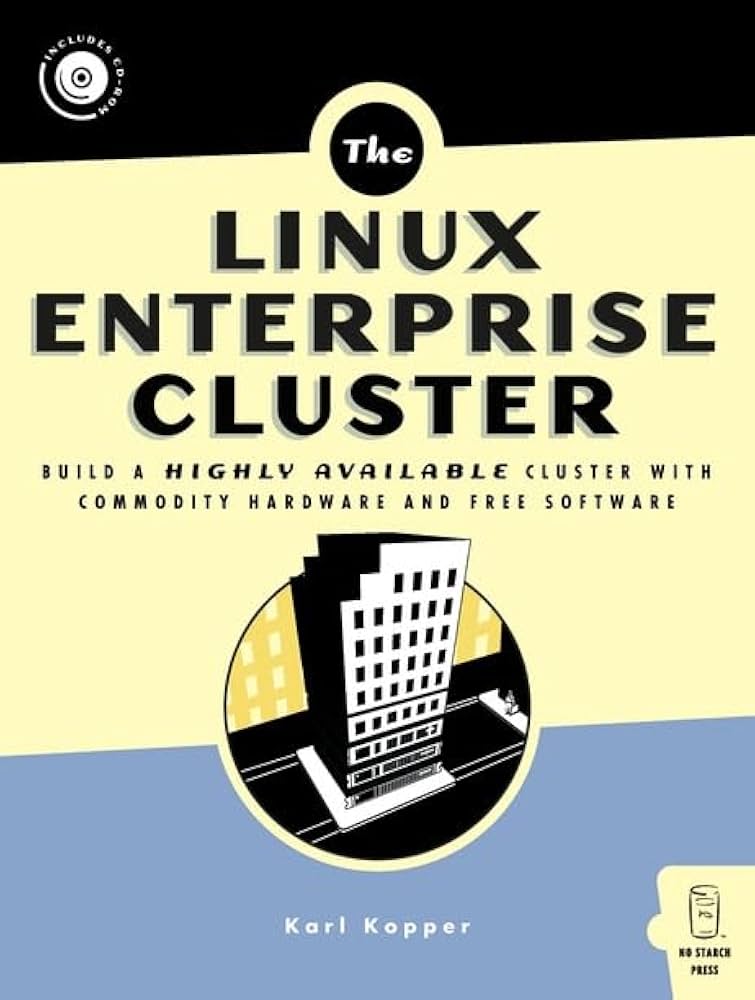 INCLUDES CD-ROM
The
LINUX
ENTERPRISE
CLUSTER
BUILD A HIGHLY AVAILABLE CLUSTER WITH
COMMODITY HARDWARE AND FREE SOFTWARE
Karl Kopper
NO STARCH
PRESS